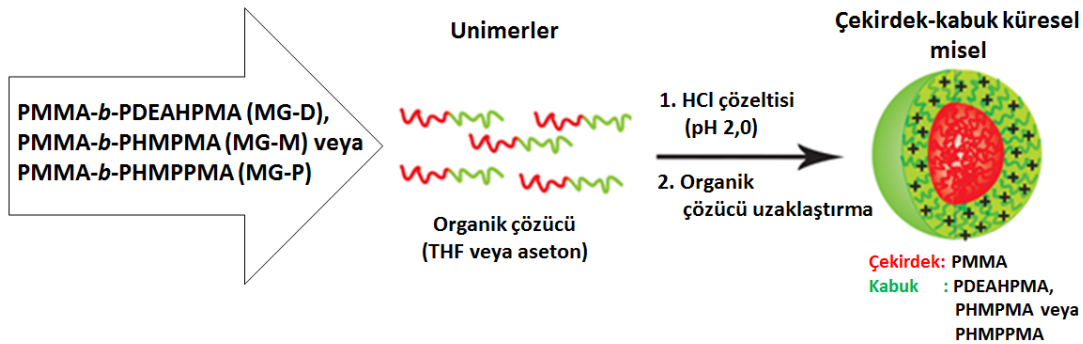 PMMA-b-PDEAHPMA (MG-D),
PMMA-b-PHMPMA (MG-M) veya
PMMA-b-PHMPPMA (MG-P)
Unimerler
Organik çözücü
(THF veya aseton)
1. HCl çözeltisi
(pH 2,0)
2. Organik
çözücü uzaklaştırma
Çekirdek-kabuk küresel
misel
Çekirdek: PMMA
Kabuk : PDEAHPMA,
PHMPMA veya
PHMPPMA